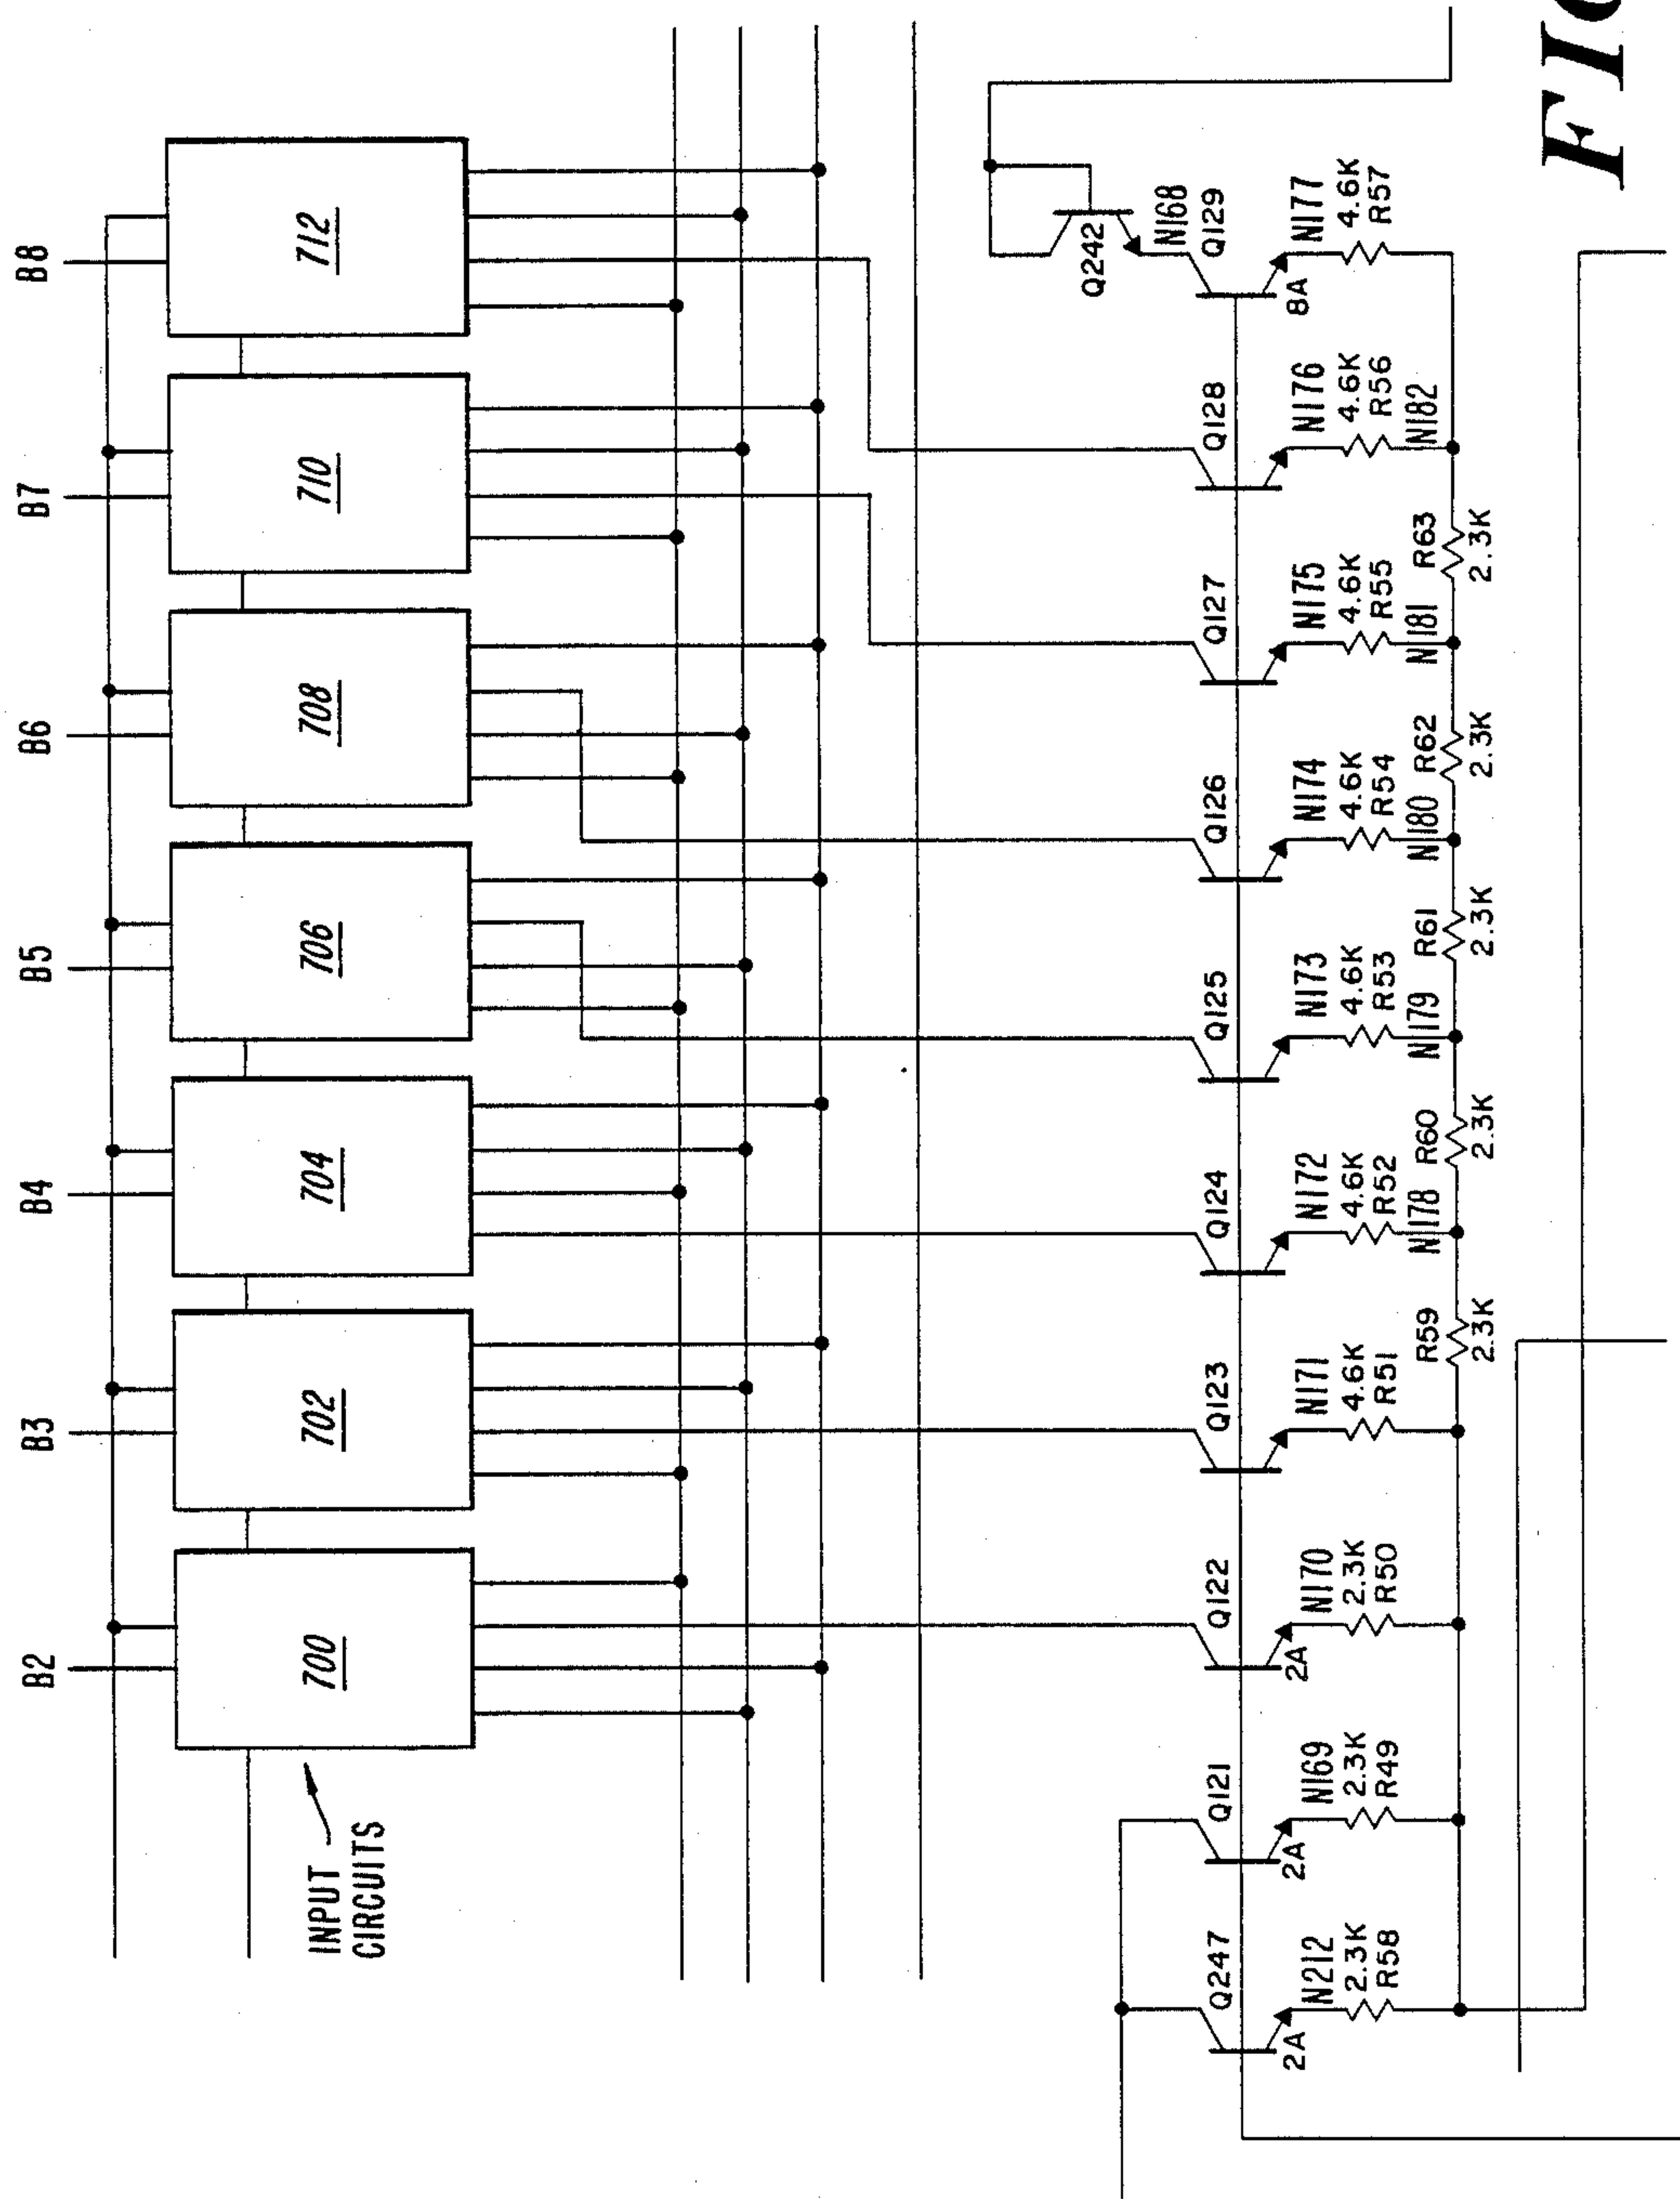 B2 B3 B4 B5 B6 B7 B8
700 702 704 706 708 710 712
INPUT
CIRCUITS
Q242
N168
Q247 Q121 Q122 Q123 Q124 Q125 Q126 Q127 Q128 Q129
2A 2A 2A 8A
N212 N169 N170 N171 N172 N173 N174 N175 N176 N177
2.3K 2.3K 2.3K 4.6K 4.6K 4.6K 4.6K 4.6K 4.6K 4.6K
R58 R49 R50 R51 R52 R53 R54 R55 R56 R57
R59 N178 R60 N179 R61 N180 R62 N181 R63 N182
2.3K 2.3K 2.3K 2.3K 2.3K